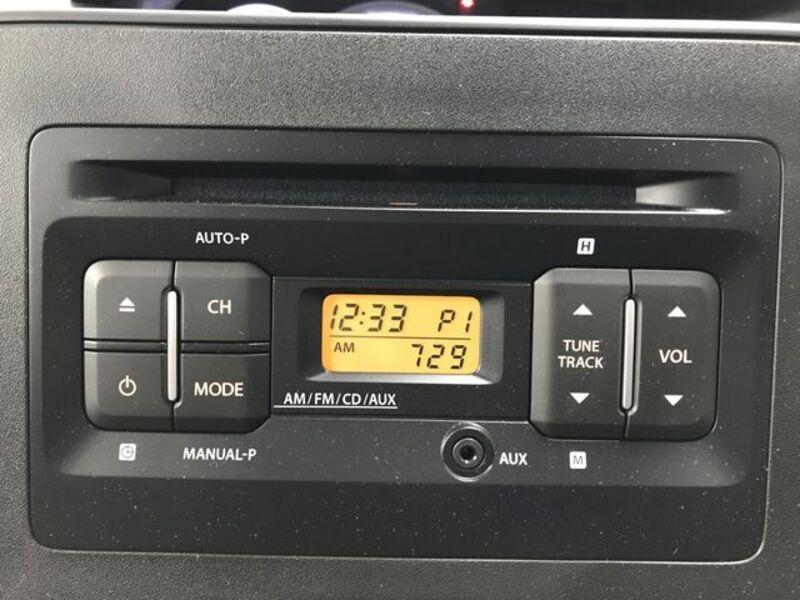 AUTO-P
H
CH
12:33 P1
AM 729
TUNE
TRACK
VOL
MODE
AM/FM/CD/AUX
MANUAL-P
AUX
M